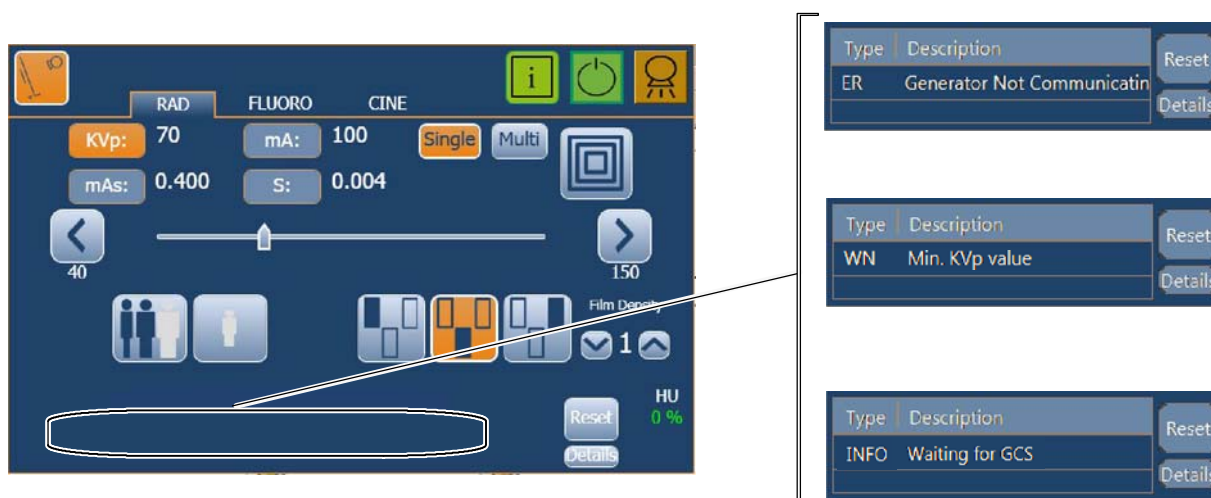 i
RAD FLUORO CINE
KVp: 70 mA: 100 Single Multi
mAs: 0.400 S: 0.004
40 150
Film Density
1
HU
Reset 0 %
Details
Type Description
Reset
ER Generator Not Communicatin
Details
Type Description
Reset
WN Min. KVp value
Details
Type Description
Reset
INFO Waiting for GCS
Details